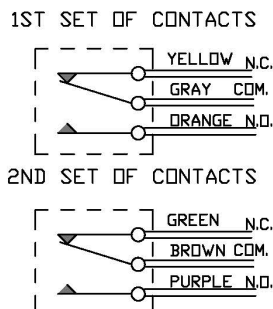 1ST SET OF CONTACTS
YELLOW N.C.
GRAY COM.
ORANGE N.O.
2ND SET OF CONTACTS
GREEN N.C.
BROWN COM.
PURPLE N.O.